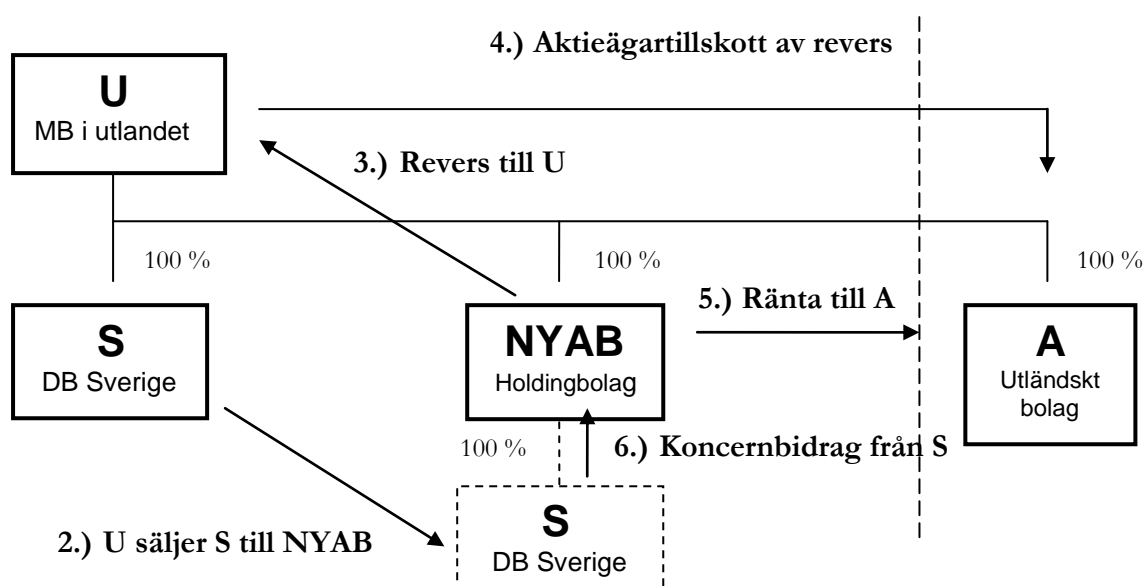 4.) Aktieägartillskott av revers
U
MB i utlandet
3.) Revers till U
100 %
100 %
100 %
5.) Ränta till A
S
DB Sverige
NYAB
Holdingbolag
A
Utländskt
bolag
100 %
6.) Koncernbidrag från S
S
DB Sverige
2.) U säljer S till NYAB